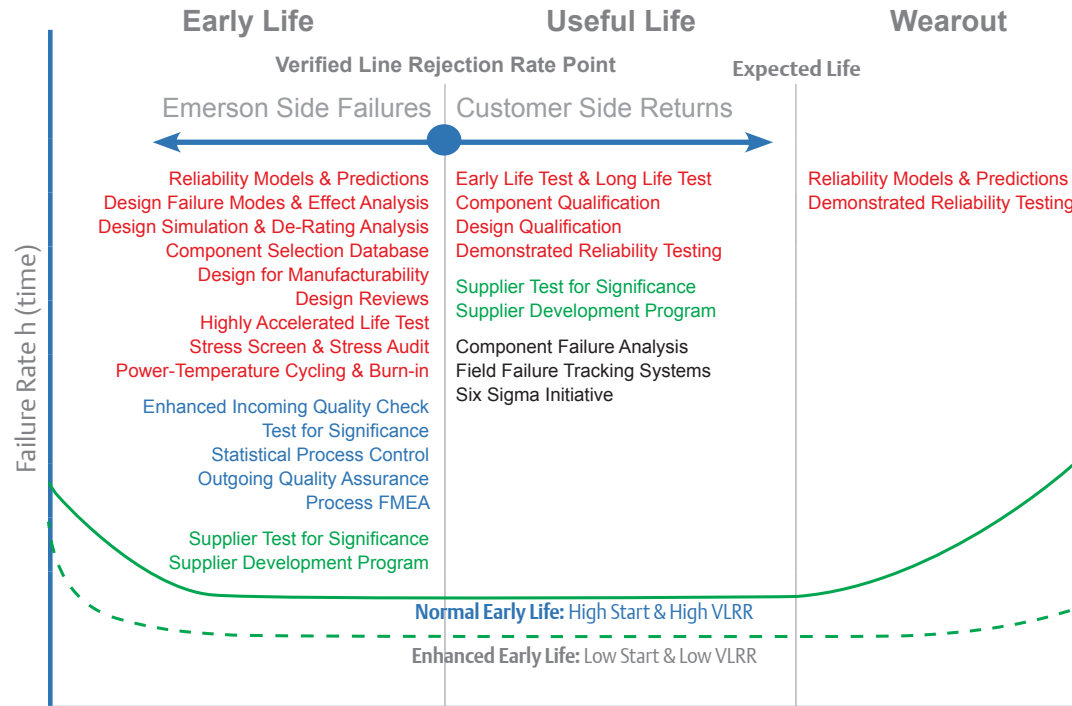 Early Life
Useful Life
Wearout
Verified Line Rejection Rate Point
Expected Life
Emerson Side Failures
Customer Side Returns
Reliability Models & Predictions
Design Failure Modes & Effect Analysis
Design Simulation & De-Rating Analysis
Component Selection Database
Design for Manufacturability
Design Reviews
Highly Accelerated Life Test
Stress Screen & Stress Audit
Power-Temperature Cycling & Burn-in
Enhanced Incoming Quality Check
Test for Significance
Statistical Process Control
Outgoing Quality Assurance
Process FMEA
Supplier Test for Significance
Supplier Development Program
Early Life Test & Long Life Test
Component Qualification
Design Qualification
Demonstrated Reliability Testing
Supplier Test for Significance
Supplier Development Program
Component Failure Analysis
Field Failure Tracking Systems
Six Sigma Initiative
Reliability Models & Predictions
Demonstrated Reliability Testing
Failure Rate h (time)
Normal Early Life: High Start & High VLRR
Enhanced Early Life: Low Start & Low VLRR